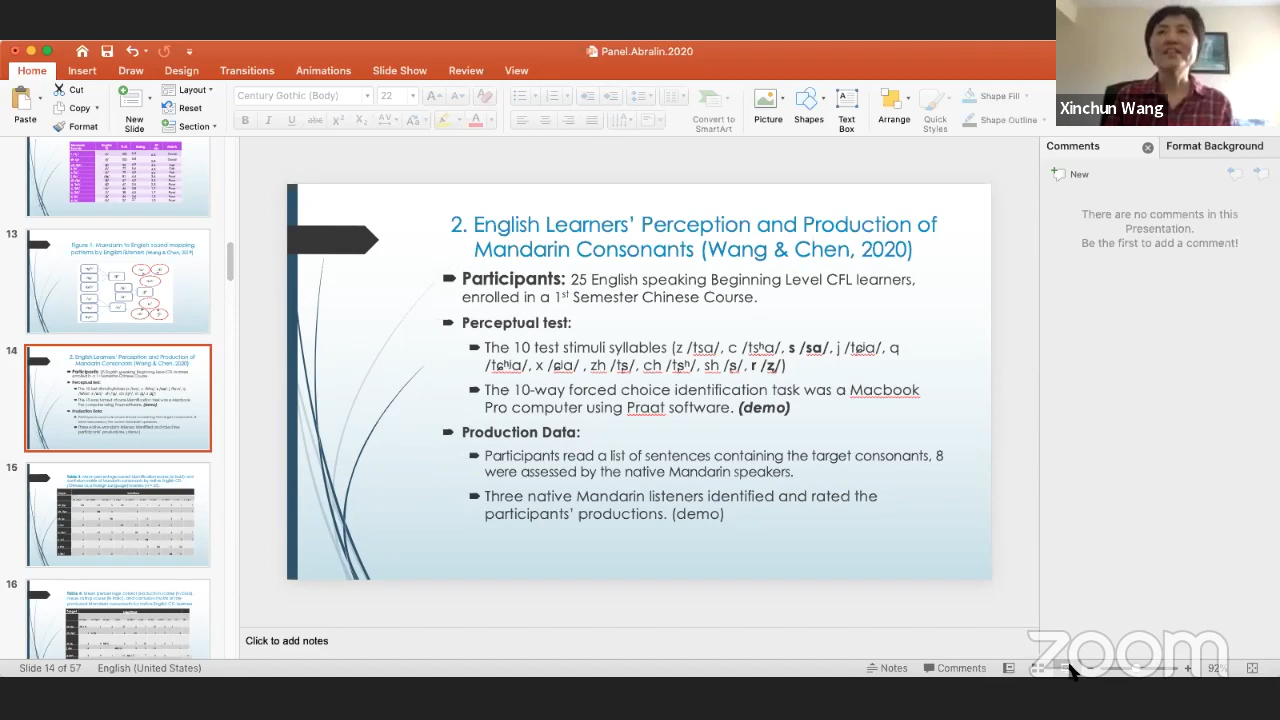 Panel.Abralin.2020
Xinchun Wang
Home Insert Draw Design Transitions Animations Slide Show Review View
Paste
Cut
Copy
Format
New Slide
Layout
Reset
Section
Century Gothic (Body) 22
Convert to SmartArt
Picture
Shapes
Text Box
Arrange
Quick Styles
Shape Fill
Shape Outline
Comments
Format Background
New
There are no comments in this
Presentation.
Be the first to add a comment!
13
14
15
16
2. English Learners' Perception and Production of
Mandarin Consonants (Wang & Chen, 2020)
Participants: 25 English speaking Beginning Level CFL learners,
enrolled in a 1st Semester Chinese Course.
Perceptual test:
The 10 test stimuli syllables (z /tsa/, c /tsʰa/, s /sa/, j /tɕia/, q
/tɕʰia/, x /ɕia/, zh /tʂ/, ch /tʂʰ/, sh /ʂ/, r /ʐ/)
The 10-way forced choice identification task was a Macbook
Pro computer using Praat software. (demo)
Production Data:
Participants read a list of sentences containing the target consonants, 8
were assessed by the native Mandarin speakers.
Three native Mandarin listeners identified and rated the
participants' productions. (demo)
Click to add notes
Slide 14 of 57 English (United States)
Notes
Comments
92%
zoom